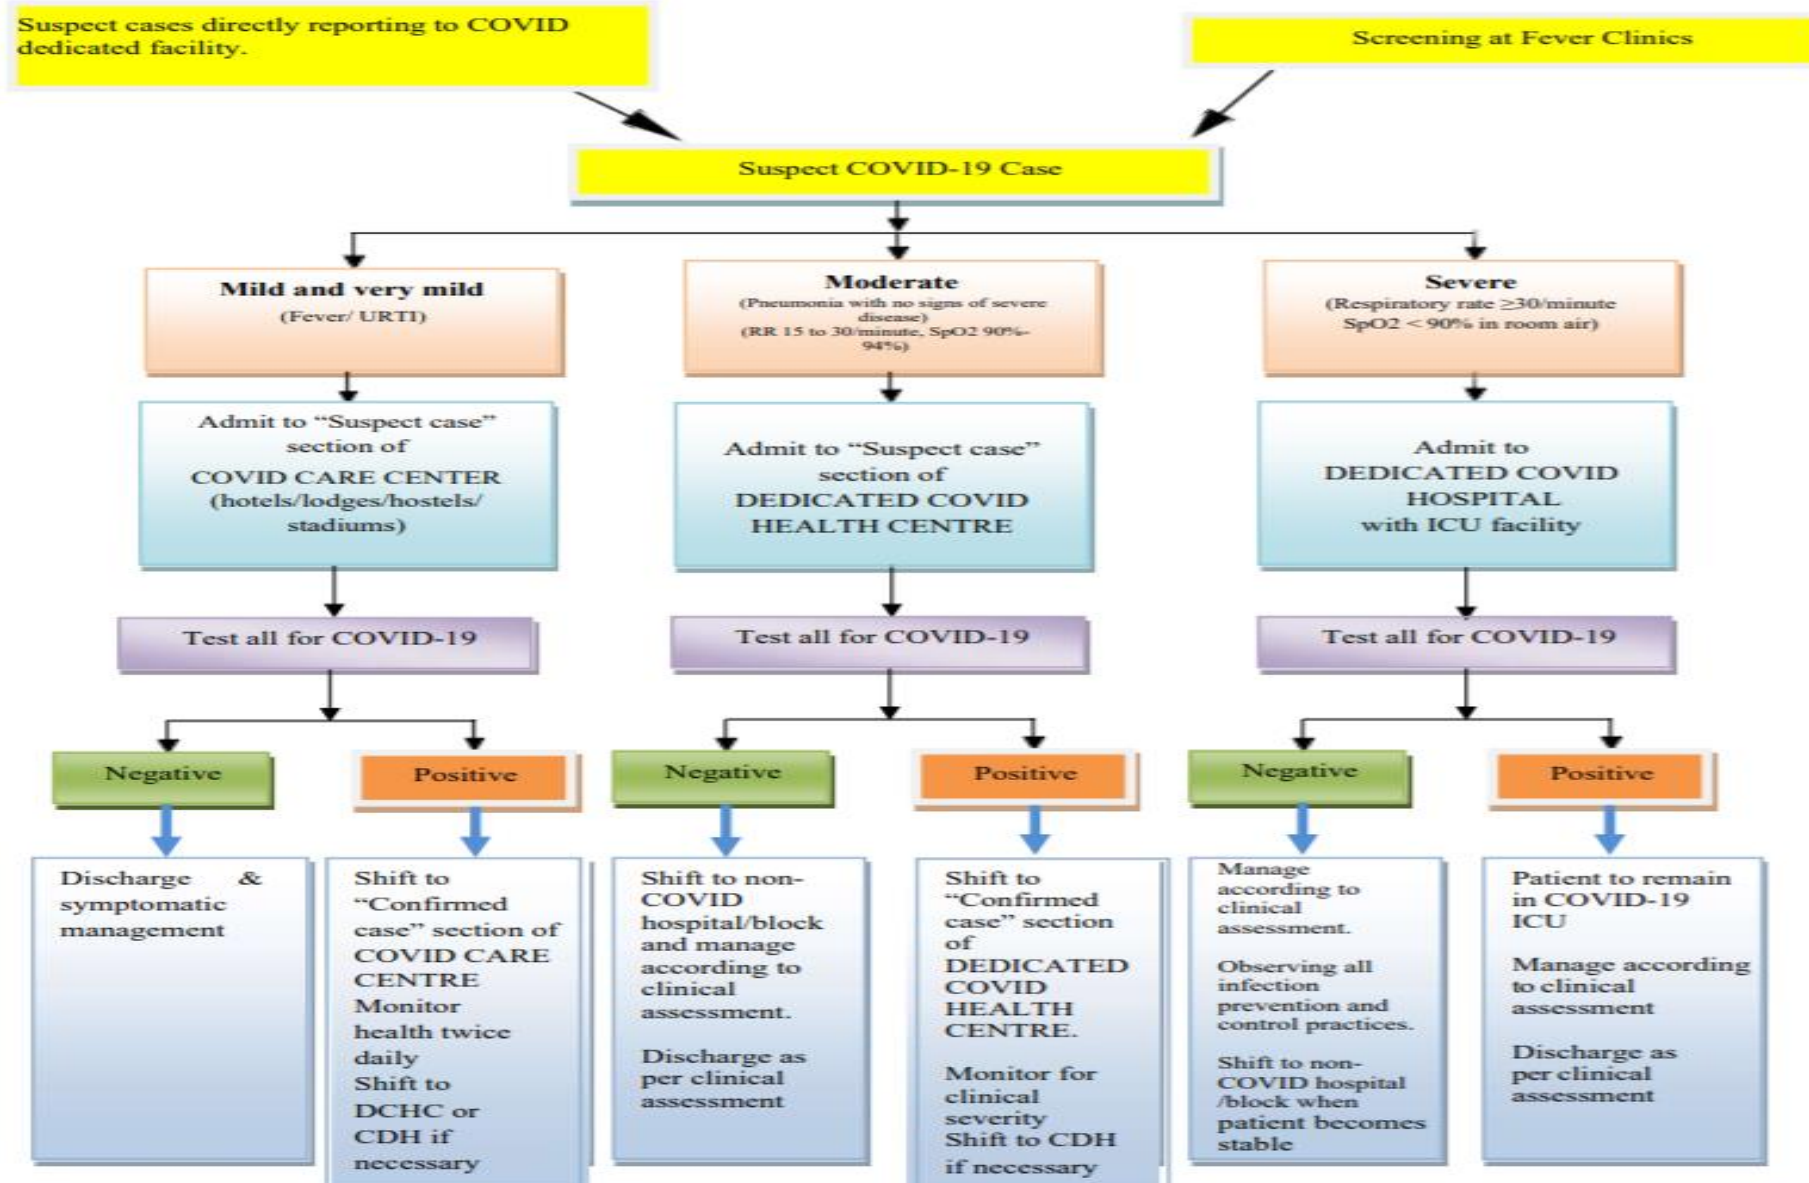 Suspect cases directly reporting to COVID
dedicated facility.
Screening at Fever Clinics
Suspect COVID-19 Case
Mild and very mild
(Fever/ URTI)
Moderate
(Pneumonia with no signs of severe
disease)
(RR 15 to 30/minute, SpO2 90%-
94%)
Severe
(Respiratory rate ≥30/minute
SpO2 < 90% in room air)
Admit to “Suspect case”
section of
COVID CARE CENTER
(hotels/lodges/hostels/
stadiums)
Admit to “Suspect case”
section of
DEDICATED COVID
HEALTH CENTRE
Admit to
DEDICATED COVID
HOSPITAL
with ICU facility
Test all for COVID-19
Test all for COVID-19
Test all for COVID-19
Negative
Positive
Negative
Positive
Negative
Positive
Discharge &
symptomatic
management
Shift to
“Confirmed
case” section of
COVID CARE
CENTRE
Monitor
health twice
daily
Shift to
DCHC or
CDH if
necessary
Shift to non-
COVID
hospital/block
and manage
according to
clinical
assessment.
Discharge as
per clinical
assessment
Shift to
“Confirmed
case” section
of
DEDICATED
COVID
HEALTH
CENTRE.
Monitor for
clinical
severity
Shift to CDH
if necessary
Manage
according to
clinical
assessment.
Observing all
infection
prevention and
control practices.
Shift to non-
COVID hospital
/block when
patient becomes
stable
Patient to remain
in COVID-19
ICU
Manage according
to clinical
assessment
Discharge as
per clinical
assessment